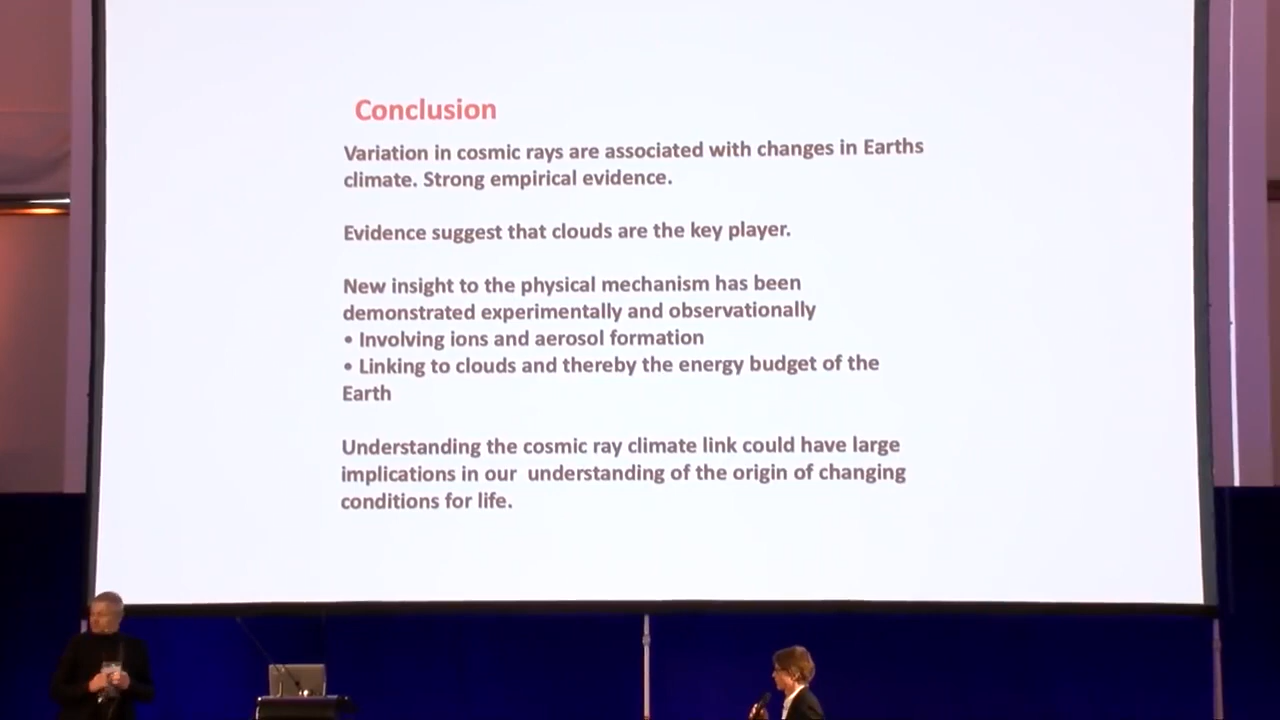 Conclusion
Variation in cosmic rays are associated with changes in Earths
climate. Strong empirical evidence.
Evidence suggest that clouds are the key player.
New insight to the physical mechanism has been
demonstrated experimentally and observationally
• Involving ions and aerosol formation
• Linking to clouds and thereby the energy budget of the
Earth
Understanding the cosmic ray climate link could have large
implications in our  understanding of the origin of changing
conditions for life.